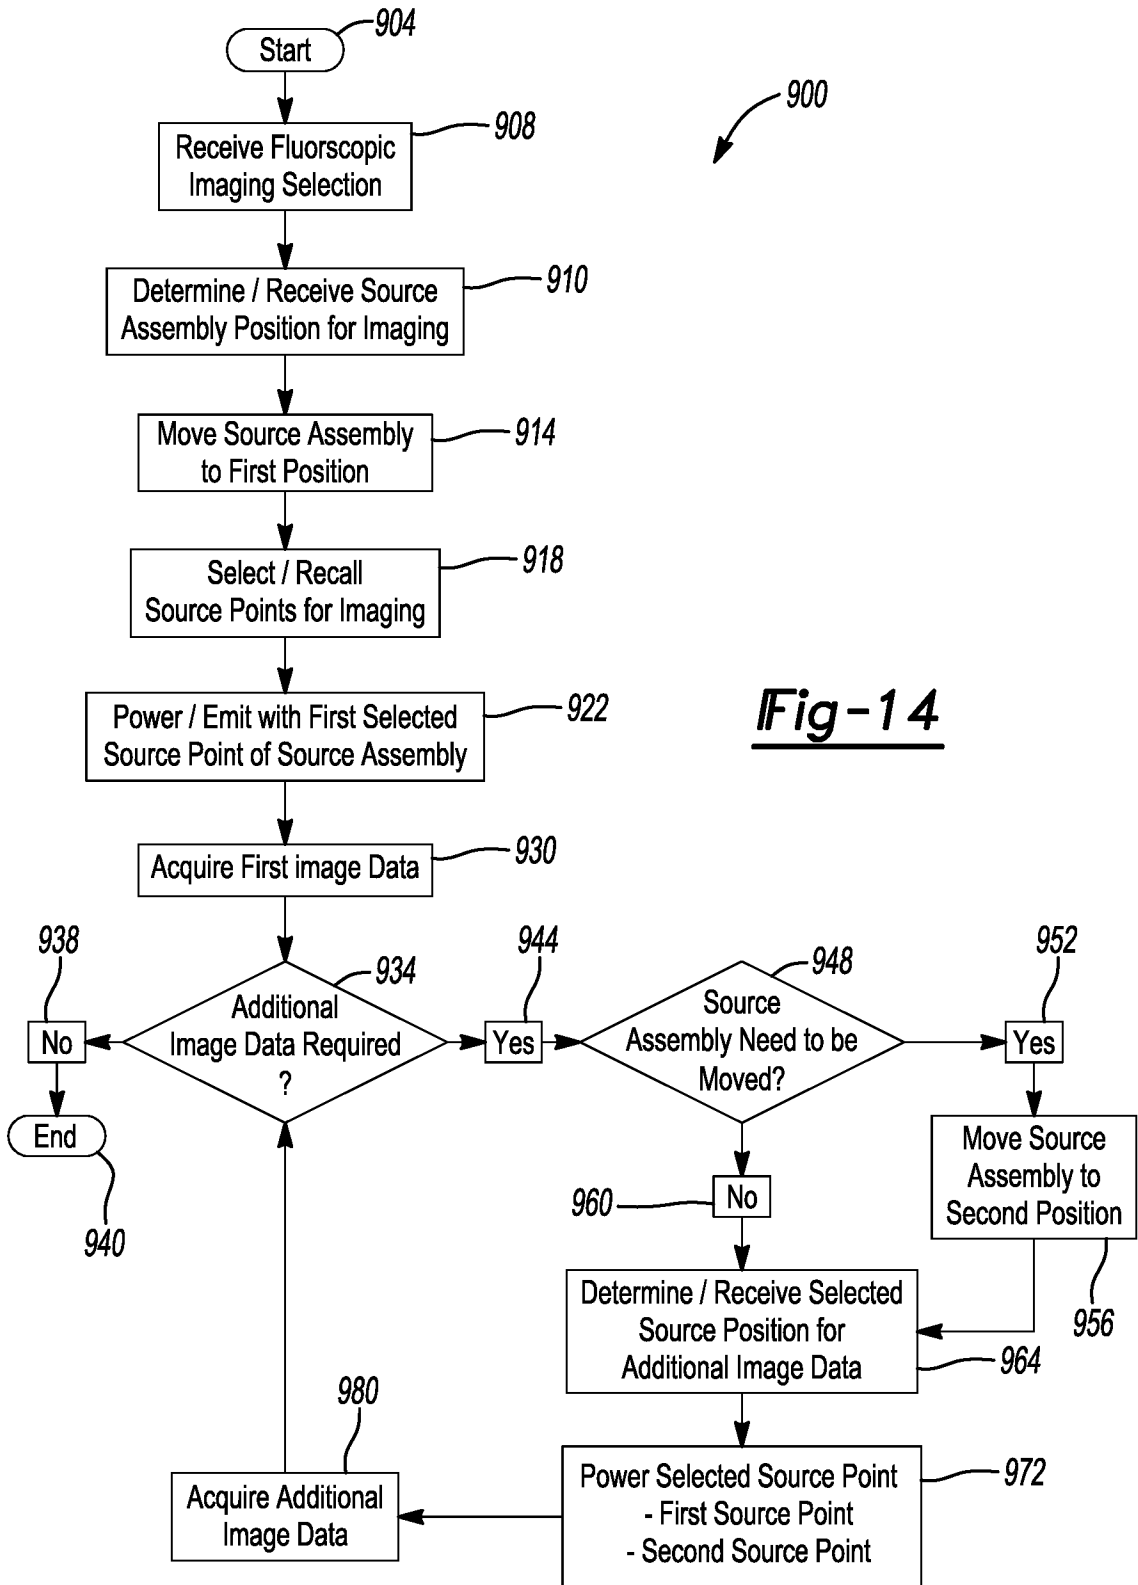 904
Start
900
908
Receive Fluorscopic
Imaging Selection
910
Determine / Receive Source
Assembly Position for Imaging
914
Move Source Assembly
to First Position
918
Select / Recall
Source Points for Imaging
922
Power / Emit with First Selected
Source Point of Source Assembly
Fig-14
930
Acquire First image Data
938
934
944
948
952
No
Additional
Image Data Required
?
Yes
Source
Assembly Need to be
Moved?
Yes
End
940
960
No
Move Source
Assembly to
Second Position
956
Determine / Receive Selected
Source Position for
Additional Image Data
964
980
Acquire Additional
Image Data
Power Selected Source Point
- First Source Point
- Second Source Point
972